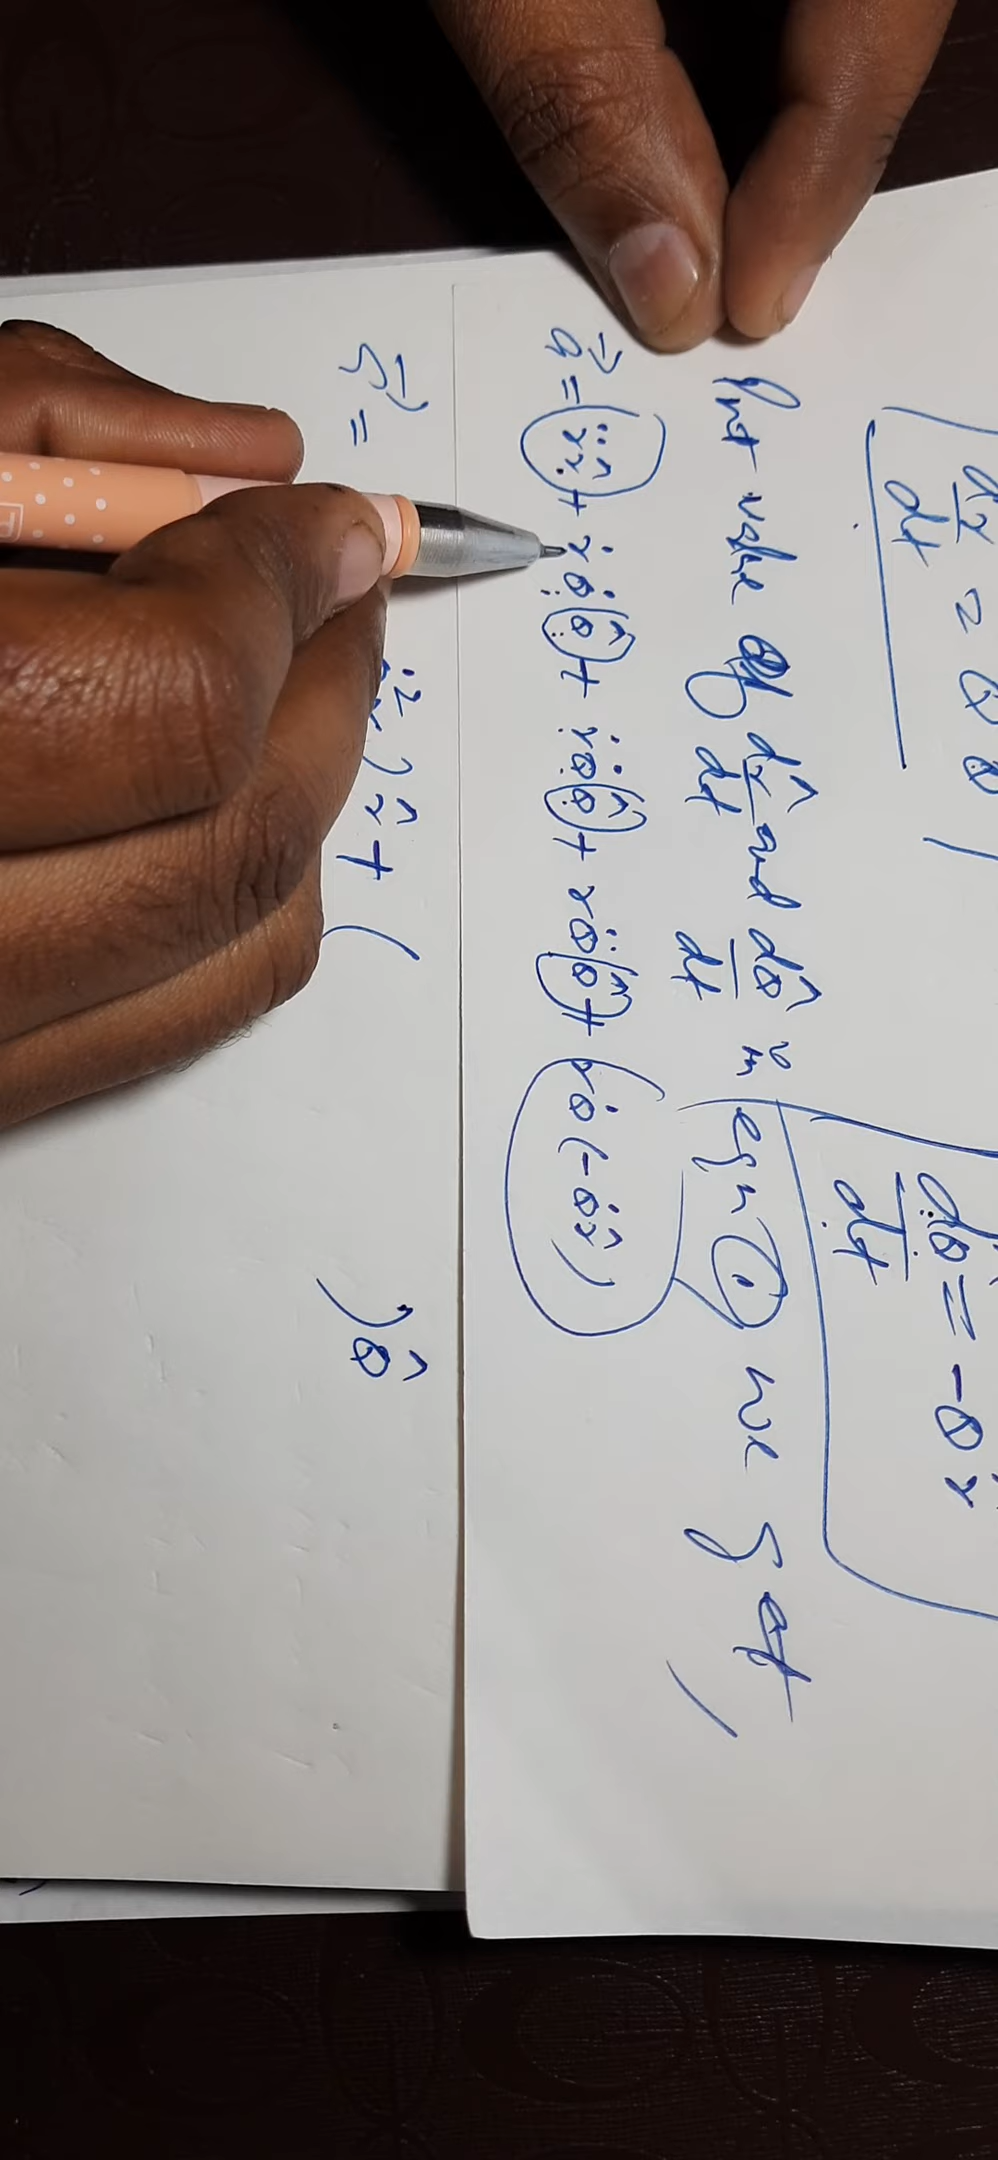 dr̂/dt = θ̇ θ̂
dθ̂/dt = -θ̇ r̂
Put value of dr̂/dt and dθ̂/dt in eqn ① we get,
a⃗ = r̈r̂ + ṙθ̇θ̂ + ṙθ̇θ̂ + rθ̈θ̂ + rθ̇(-θ̇r̂)
= θ̇²r) r̂ + ( ) θ̂